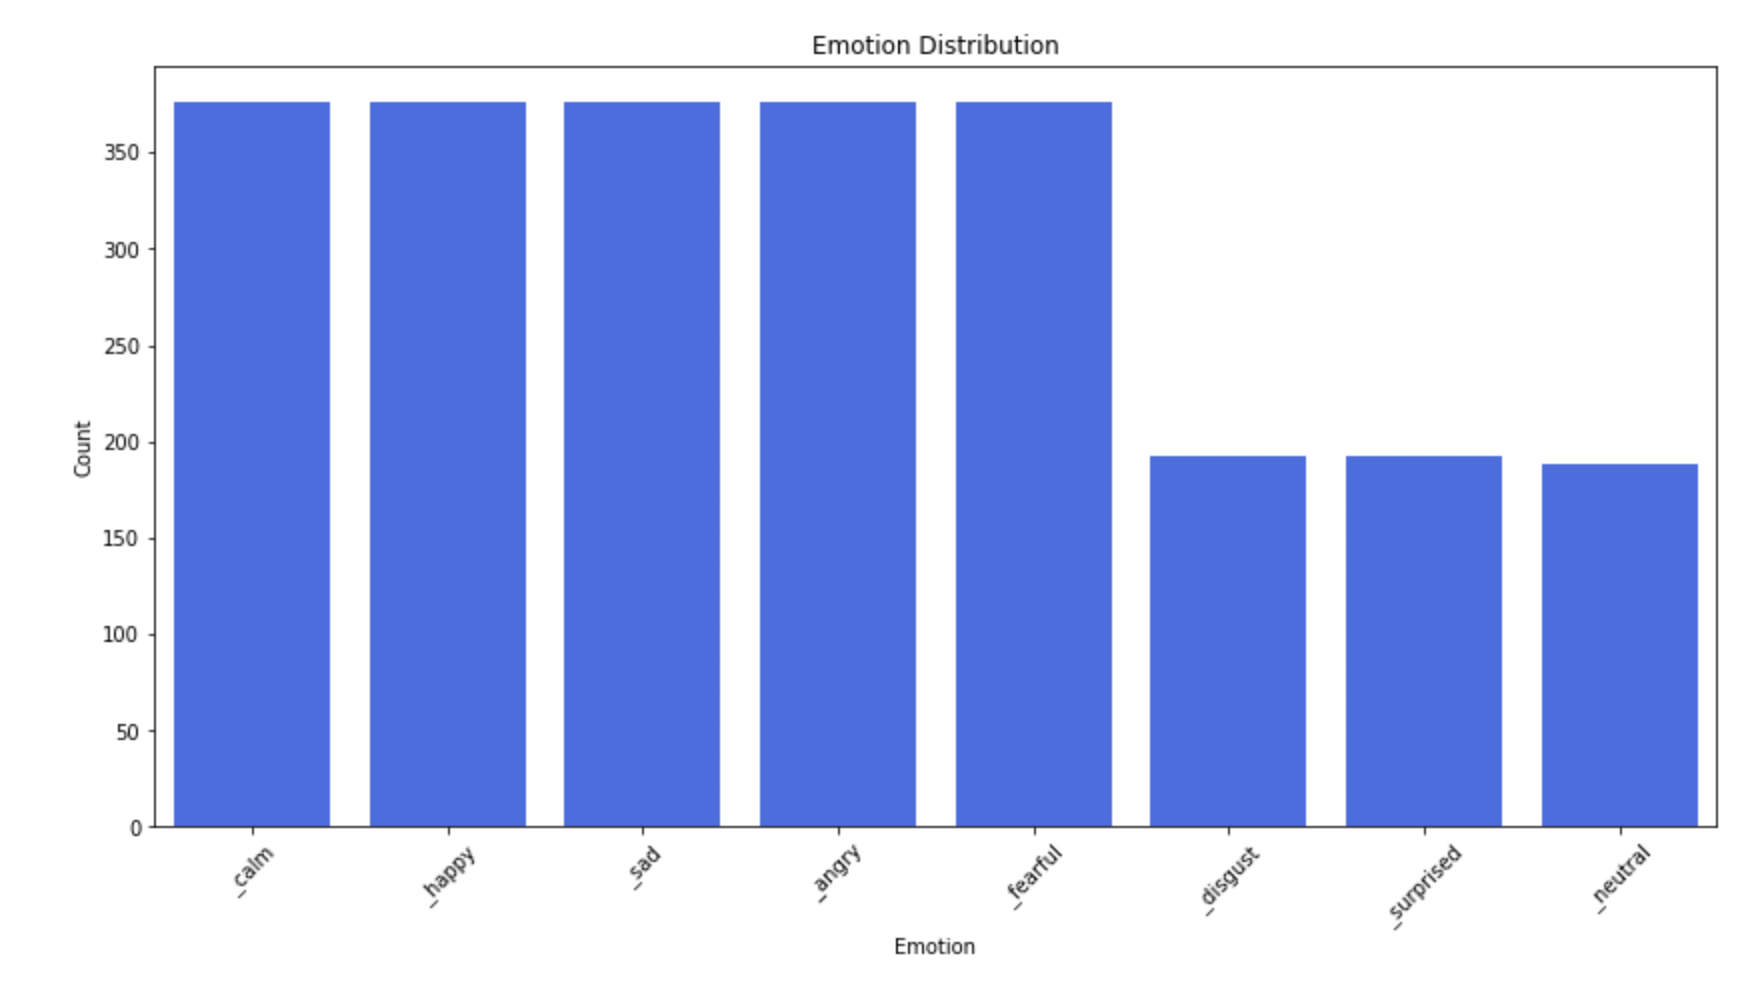 Emotion Distribution
350
300
250
200
150
100
50
0
Count
_calm
_happy
_sad
_angry
_fearful
_disgust
_surprised
_neutral
Emotion